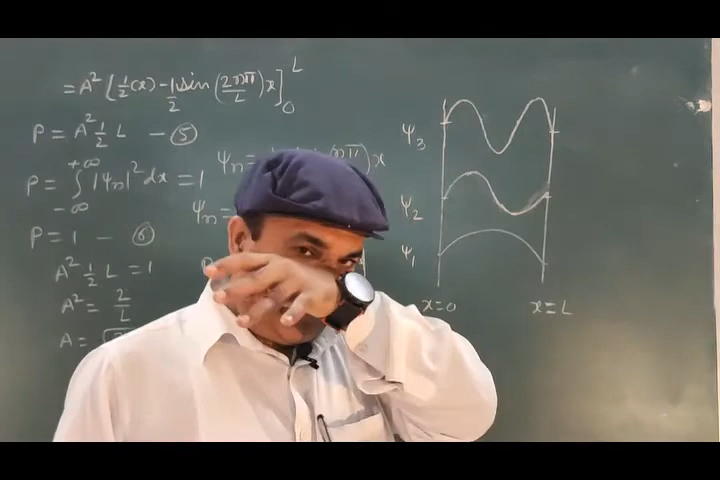 = A² [½(x) - ½ sin (2nπ/L) x]₀ᴸ
P = A² ½ L — ⑤
P = ∫₋∞⁺∞ |Ψn|² dx = 1
P = 1 — ⑥
A² ½ L = 1
A² = 2/L
A =
Ψn = (nπ/L) x
Ψn =
Ψ₃
Ψ₂
Ψ₁
x=0
x=L